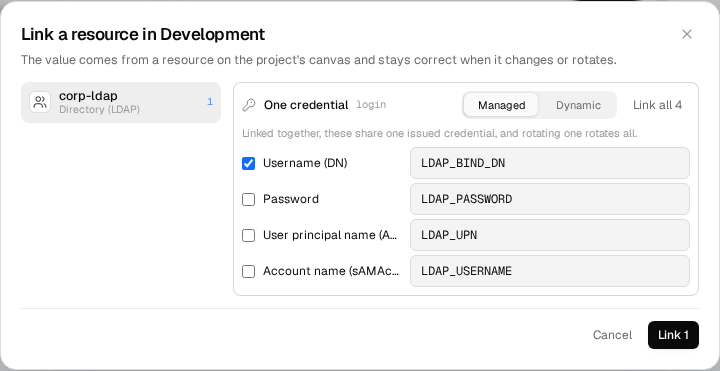 Link a resource in Development
The value comes from a resource on the project's canvas and stays correct when it changes or rotates.
corp-ldap
Directory (LDAP)
1
One credential login
Managed
Dynamic
Link all 4
Linked together, these share one issued credential, and rotating one rotates all.
Username (DN)
LDAP_BIND_DN
Password
LDAP_PASSWORD
User principal name (A…
LDAP_UPN
Account name (sAMAc…
LDAP_USERNAME
Cancel
Link 1